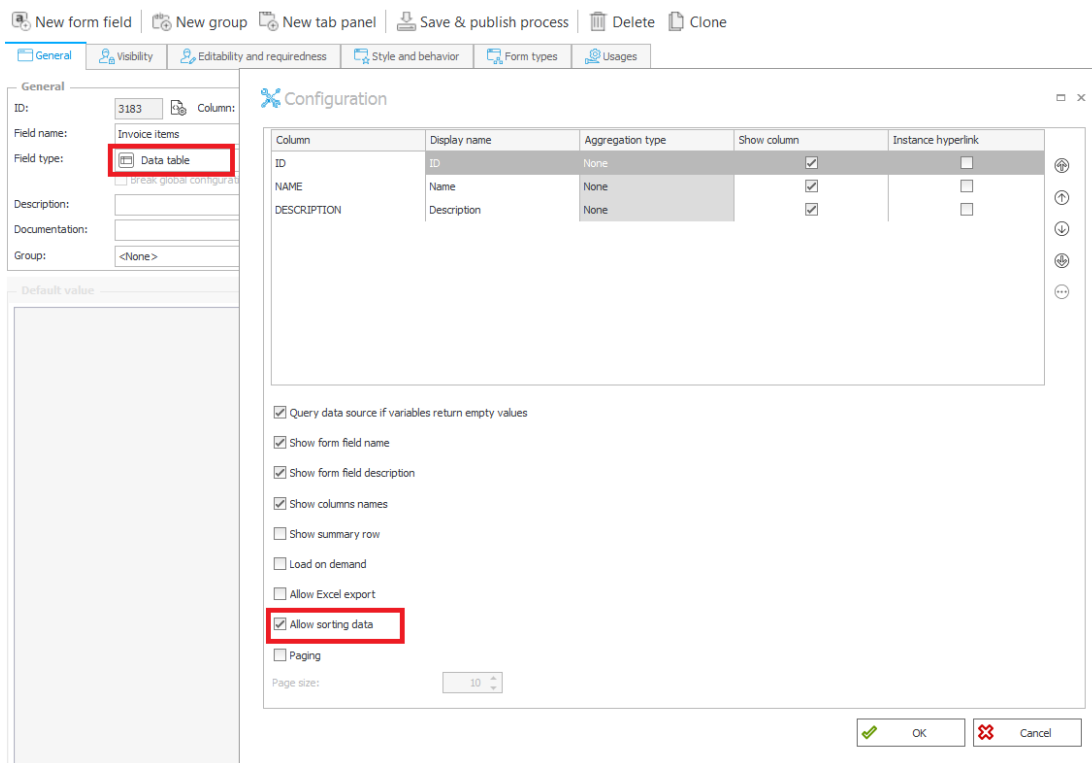 New form field New group New tab panel Save & publish process Delete Clone
General Visibility Editability and requiredness Style and behavior Form types Usages
General
ID: 3183 Column:
Field name: Invoice items
Field type: Data table
Break global configurati
Description:
Documentation:
Group: <None>
Default value
Configuration
Column Display name Aggregation type Show column Instance hyperlink
ID ID None
NAME Name None
DESCRIPTION Description None
Query data source if variables return empty values
Show form field name
Show form field description
Show columns names
Show summary row
Load on demand
Allow Excel export
Allow sorting data
Paging
Page size: 10
OK Cancel